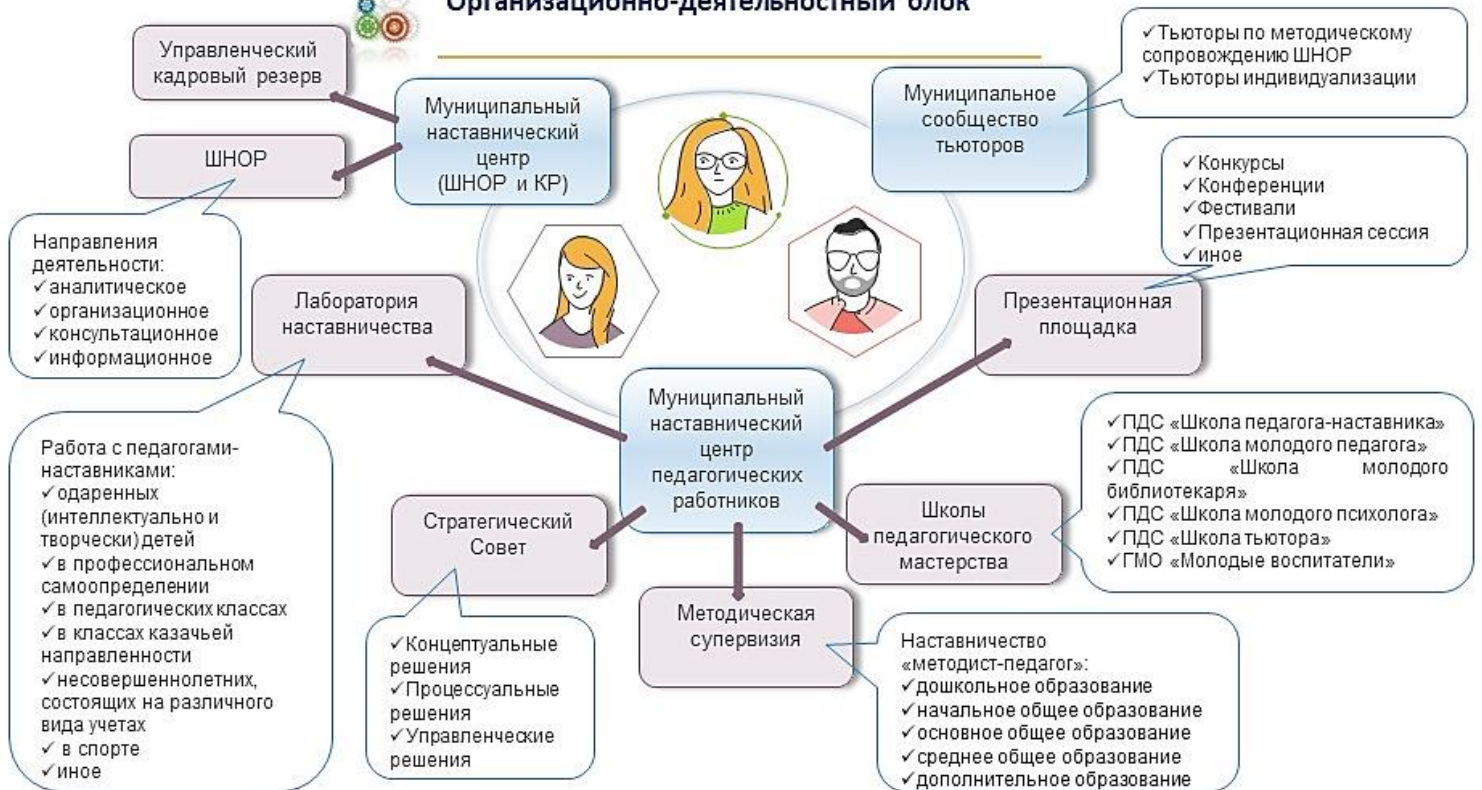 Организационно-деятельностный блок
Управленческий
кадровый резерв
Муниципальный
наставнический
центр
(ШНОР и КР)
Муниципальное
сообщество
тьюторов
✓Тьюторы по методическому
сопровождению ШНОР
✓Тьюторы индивидуализации
ШНОР
✓Конкурсы
✓Конференции
✓Фестивали
✓Презентационная сессия
✓иное
Направления
деятельности:
✓аналитическое
✓организационное
✓консультационное
✓информационное
Лаборатория
наставничества
Презентационная
площадка
Муниципальный
наставнический
центр
педагогических
работников
Работа с педагогами-
наставниками:
✓одаренных
(интеллектуально и
творчески)детей
✓в профессиональном
самоопределении
✓в педагогических классах
✓в классах казачьей
направленности
✓несовершеннолетних,
состоящих на различного
вида учетах
✓ в спорте
✓иное
Стратегический
Совет
Школы
педагогического
мастерства
✓ПДС «Школа педагога-наставника»
✓ПДС «Школа молодого педагога»
✓ПДС «Школа молодого
библиотекаря»
✓ПДС «Школа молодого психолога»
✓ПДС «Школа тьютора»
✓ГМО «Молодые воспитатели»
Методическая
супервизия
✓Концептуальные
решения
✓Процессуальные
решения
✓Управленческие
решения
Наставничество
«методист-педагог»:
✓дошкольное образование
✓начальное общее образование
✓основное общее образование
✓среднее общее образование
✓дополнительное образование